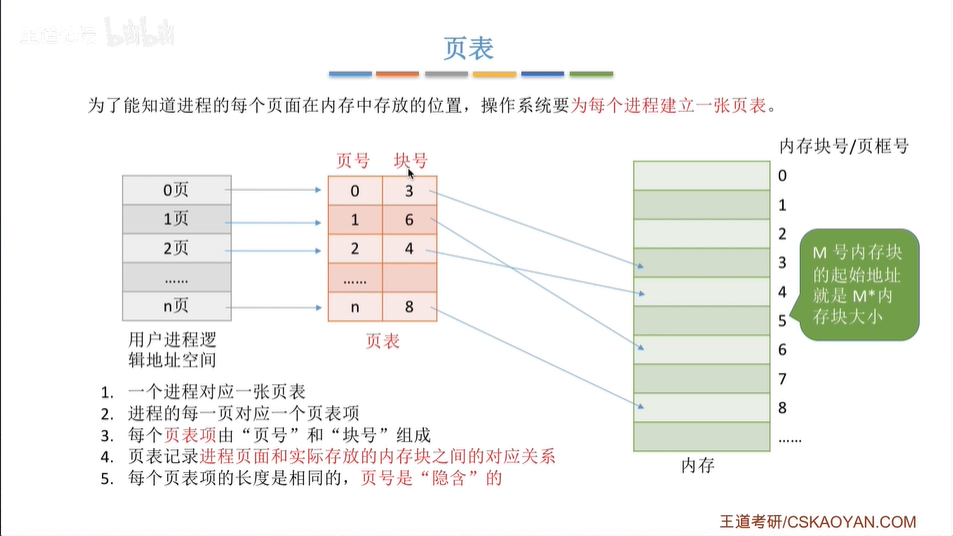 王道考研 bilibili
页表
为了能知道进程的每个页面在内存中存放的位置，操作系统要为每个进程建立一张页表。
内存块号/页框号
页号 块号
0页 0 3
1页 1 6
2页 2 4
…… ……
n页 n 8
用户进程逻
辑地址空间
页表
0
1
2
3
4
5
6
7
8
……
内存
M 号内存块
的起始地址
就是 M*内
存块大小
1. 一个进程对应一张页表
2. 进程的每一页对应一个页表项
3. 每个页表项由“页号”和“块号”组成
4. 页表记录进程页面和实际存放的内存块之间的对应关系
5. 每个页表项的长度是相同的，页号是“隐含”的
王道考研/CSKAOYAN.COM